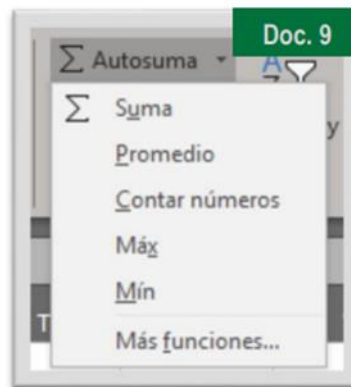 Doc. 9
Σ Autosuma
Σ Suma
Promedio
Contar números
Máx
Mín
Más funciones...